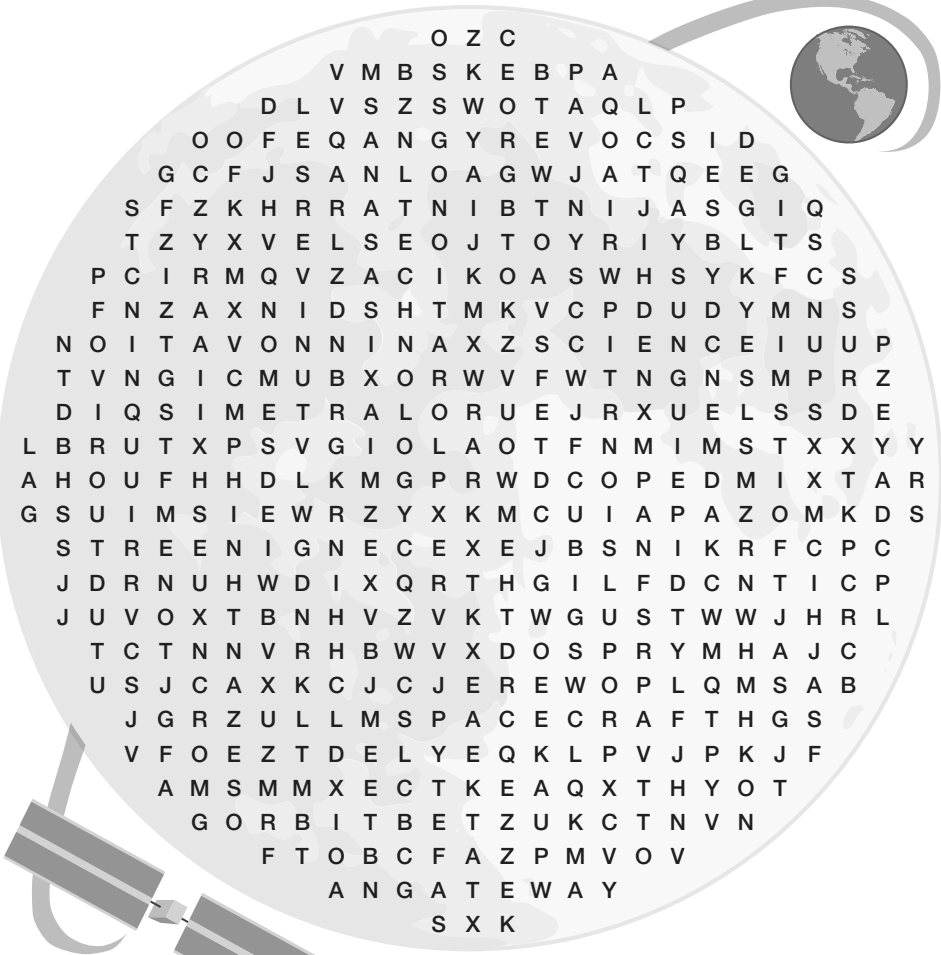 O Z C
V M B S K E B P A
D L V S Z S W O T A Q L P
O O F E Q A N G Y R E V O C S I D
G C F J S A N L O A G W J A T Q E E G
S F Z K H R R A T N I B T N I J A S G I Q
T Z Y X V E L S E O J T O Y R I Y B L T S
P C I R M Q V Z A C I K O A S W H S Y K F C S
F N Z A X N I D S H T M K V C P D U D Y M N S
N O I T A V O N N I N A X Z S C I E N C E I U U P
T V N G I C M U B X O R W V F W T N G N S M P R Z
D I Q S I M E T R A L O R U E J R X U E L S S D E
L B R U T X P S V G I O L A O T F N M I M S T X X Y Y
A H O U F H H D L K M G P R W D C O P E D M I X T A R
G S U I M S I E W R Z Y X K M C U I A P A Z O M K D S
S T R E E N I G N E C E X E J B S N I K R F C P C
J D R N U H W D I X Q R T H G I L F D C N T I C P
J U V O X T B N H V Z V K T W G U S T W W J H R L
T C T N N V R H B W V X D O S P R Y M H A J C
U S J C A X K C J C J E R E W O P L Q M S A B
J G R Z U L L M S P A C E C R A F T H G S
V F O E Z T D E L Y E Q K L P V J P K J F
A M S M M X E C T K E A Q X T H Y O T
G O R B I T B E T Z U K C T N V N
F T O B C F A Z P M V O V
A N G A T E W A Y
S X K